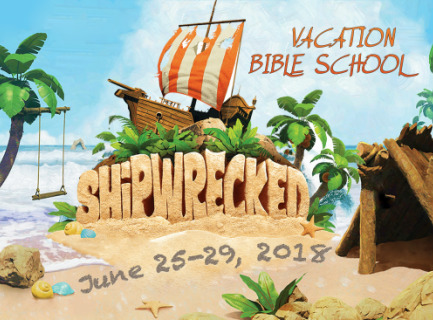 VACATION
BIBLE SCHOOL
SHiPWRECKED
June 25-29, 2018